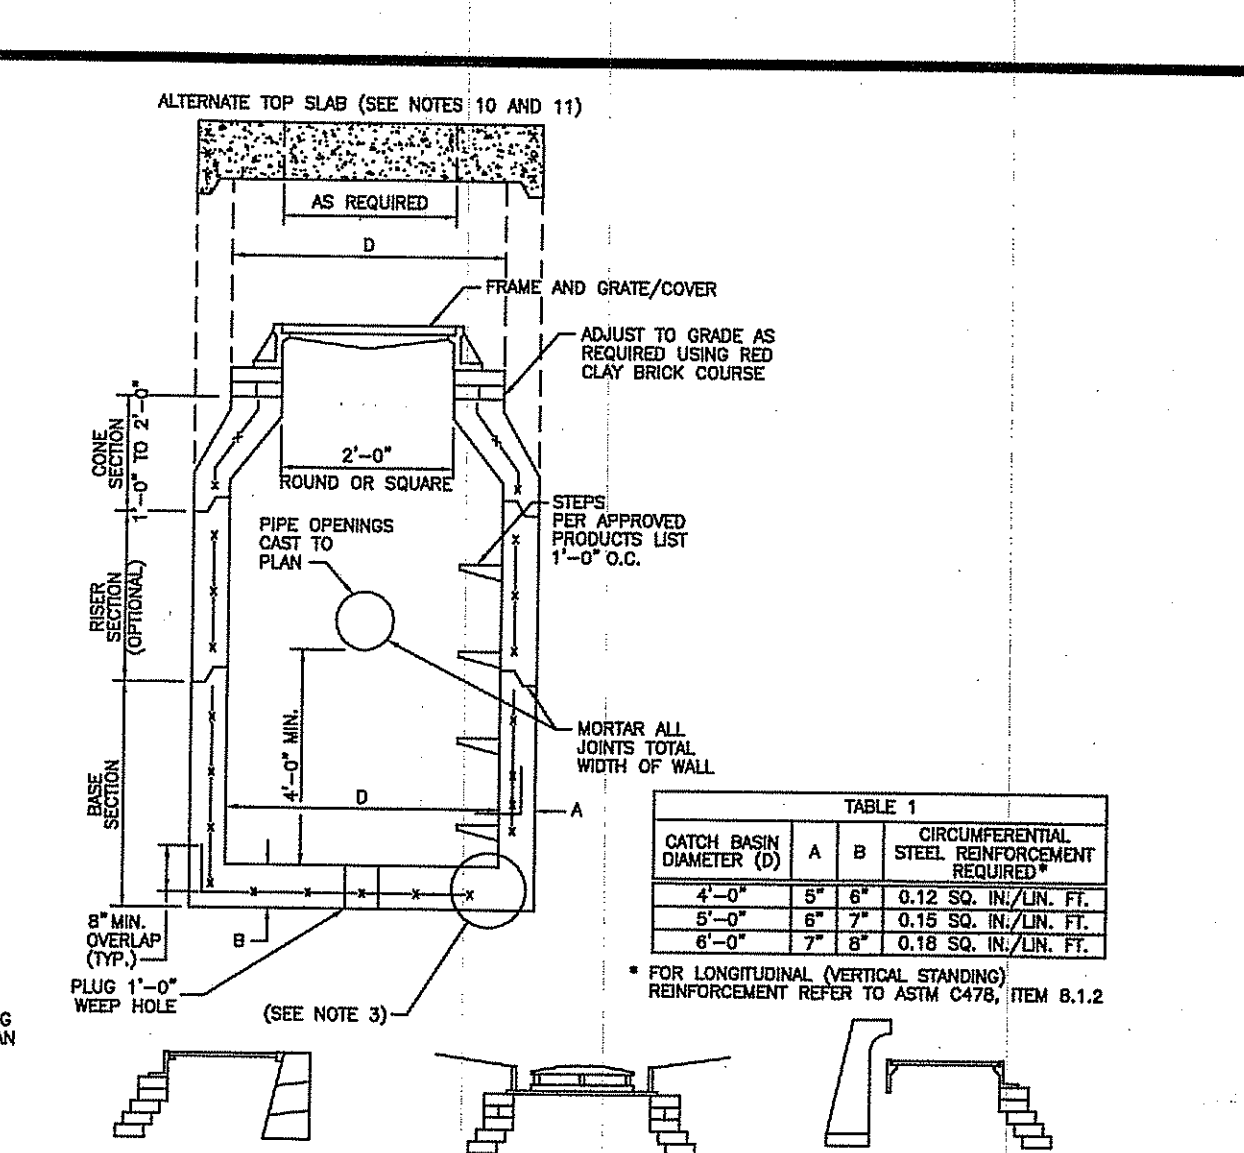 ALTERNATE TOP SLAB (SEE NOTES 10 AND 11)
AS REQUIRED
D
FRAME AND GRATE/COVER
ADJUST TO GRADE AS
REQUIRED USING RED
CLAY BRICK COURSE
CONE
SECTION
1'-0" TO 2'-0"
2'-0"
ROUND OR SQUARE
STEPS
PER APPROVED
PRODUCTS LIST
1'-0" O.C.
PIPE OPENINGS
CAST TO
PLAN
RISER
SECTION
(OPTIONAL)
4'-0" MIN.
MORTAR ALL
JOINTS TOTAL
WIDTH OF WALL
BASE
SECTION
D
A
8" MIN.
OVERLAP
(TYP.)
B
PLUG 1'-0"
WEEP HOLE
(SEE NOTE 3)
TABLE 1
CATCH BASIN
DIAMETER (D)
A
B
CIRCUMFERENTIAL
STEEL REINFORCEMENT
REQUIRED*
4'-0" 5" 6" 0.12 SQ. IN./LIN. FT.
5'-0" 6" 7" 0.15 SQ. IN./LIN. FT.
6'-0" 7" 8" 0.18 SQ. IN./LIN. FT.
* FOR LONGITUDINAL (VERTICAL STANDING)
REINFORCEMENT REFER TO ASTM C478, ITEM 8.1.2
G
AN